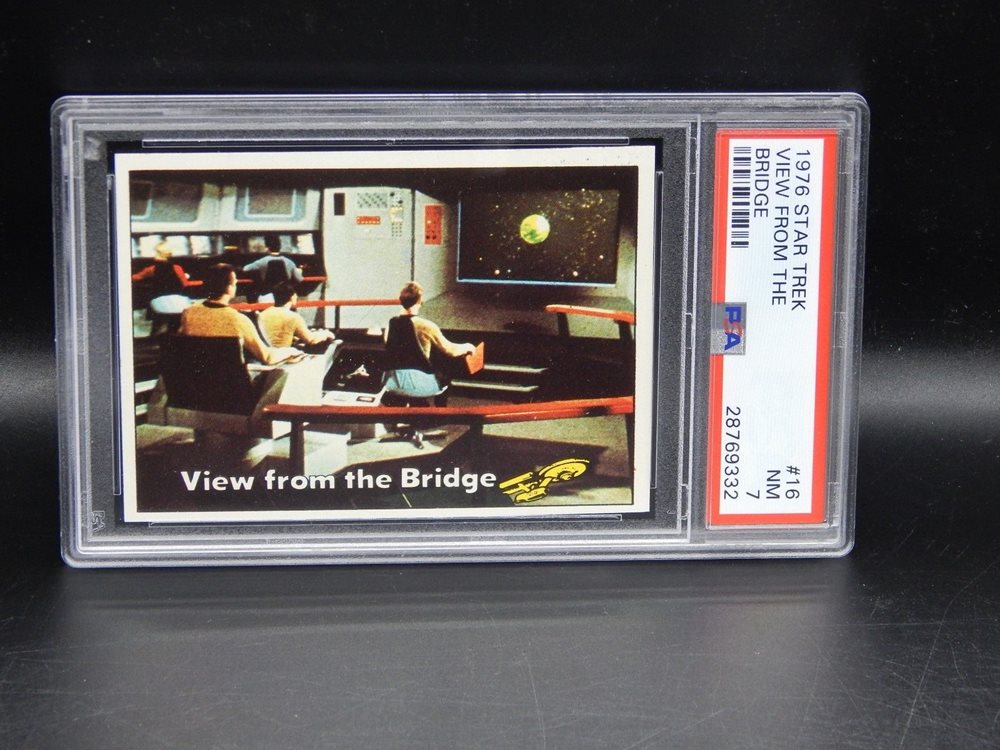 View from the Bridge
1976 STAR TREK
VIEW FROM THE
BRIDGE
PSA
#16
NM
7
28769332